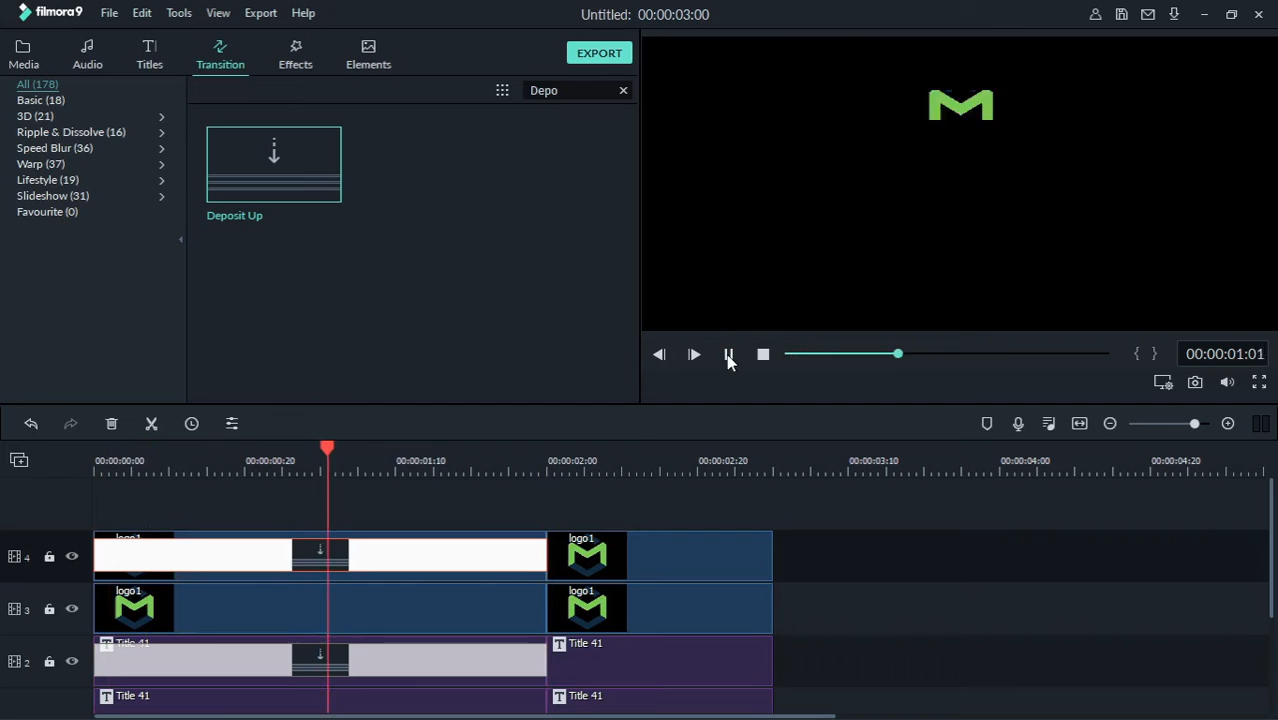 filmora9 File Edit Tools View Export Help Untitled: 00:00:03:00
Media Audio Titles Transition Effects Elements EXPORT
All (178)
Basic (18)
3D (21)
Ripple & Dissolve (16)
Speed Blur (36)
Warp (37)
Lifestyle (19)
Slideshow (31)
Favourite (0)
Depo
Deposit Up
00:00:01:01
00:00:00:00 00:00:00:20 00:00:01:10 00:00:02:00 00:00:02:20 00:00:03:10 00:00:04:00 00:00:04:20
4 logo1 logo1
3 logo1 logo1
2 Title 41 Title 41
Title 41 Title 41